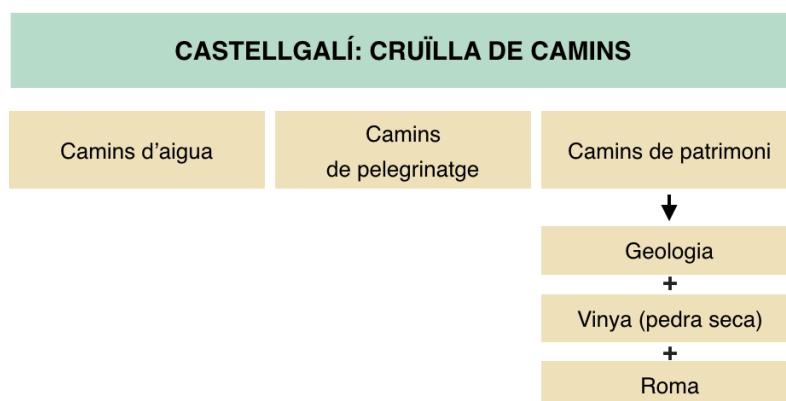 CASTELLGALÍ: CRUÏLLA DE CAMINS
Camins d’aigua
Camins
de pelegrinatge
Camins de patrimoni
Geologia
+
Vinya (pedra seca)
+
Roma